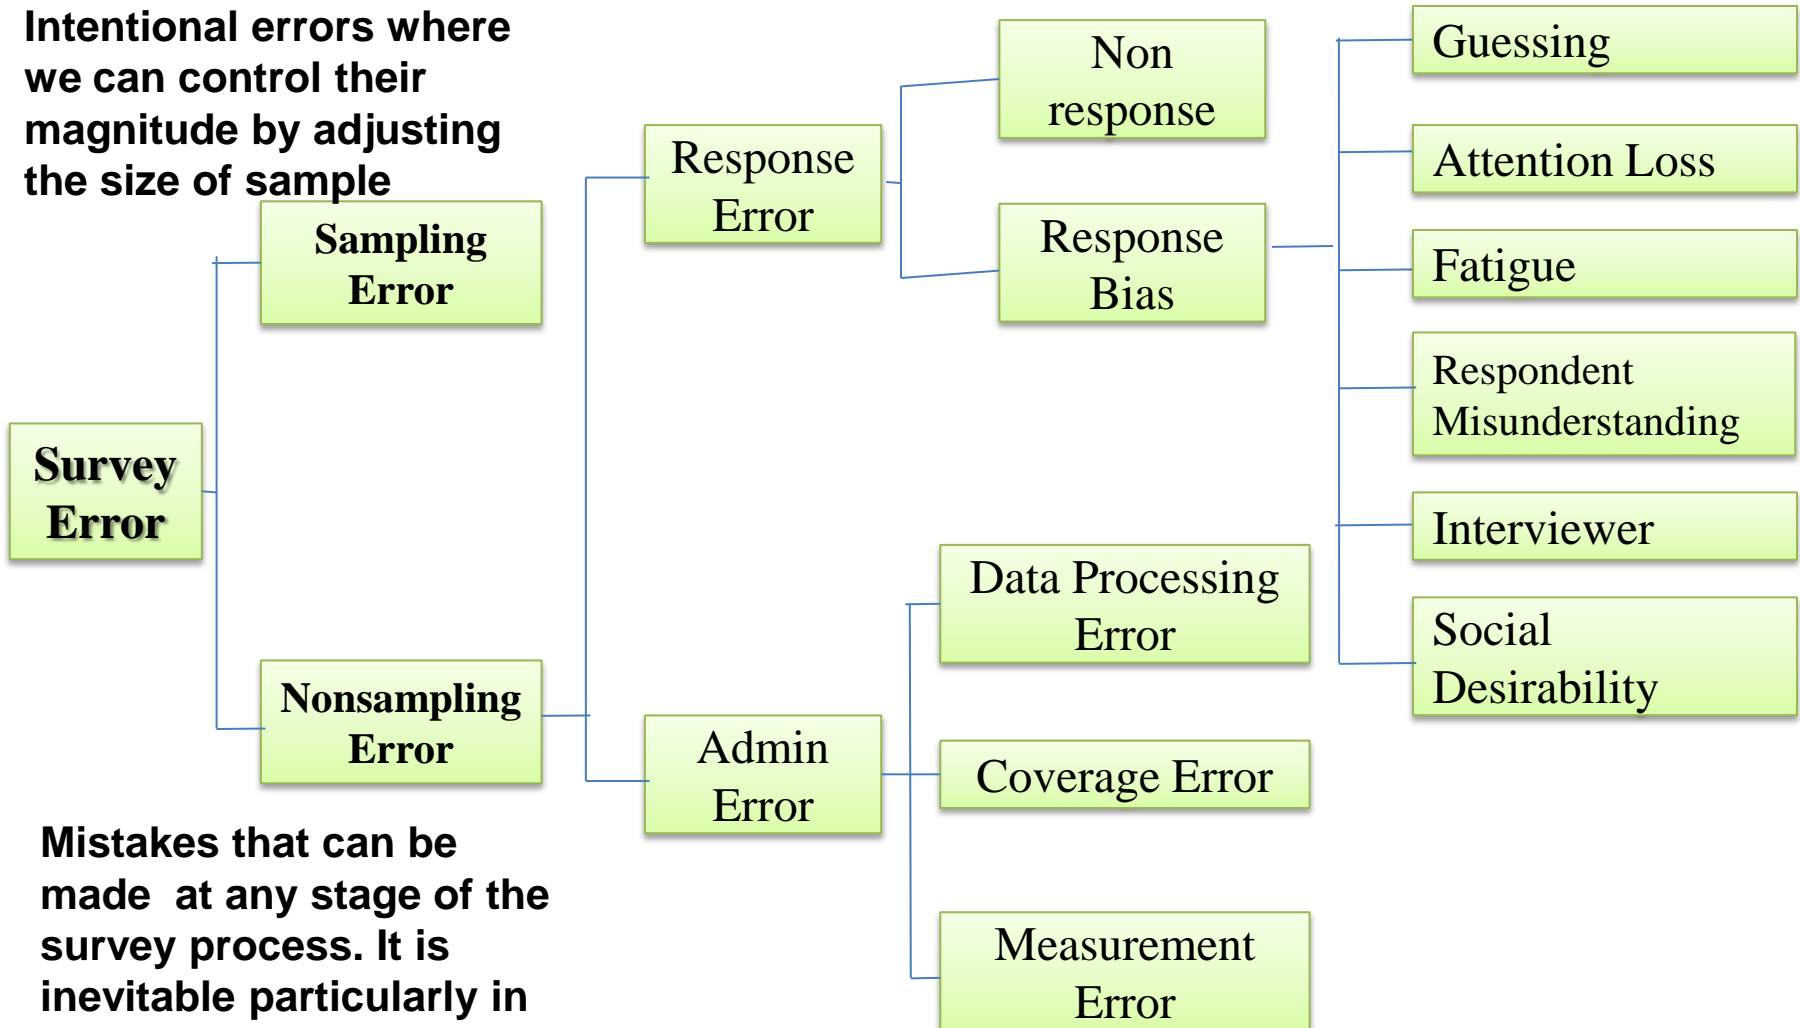 Intentional errors where
we can control their
magnitude by adjusting
the size of sample
Survey
Error
Sampling
Error
Nonsampling
Error
Mistakes that can be
made at any stage of the
survey process. It is
inevitable particularly in
Response
Error
Admin
Error
Non
response
Response
Bias
Data Processing
Error
Coverage Error
Measurement
Error
Guessing
Attention Loss
Fatigue
Respondent
Misunderstanding
Interviewer
Social
Desirability